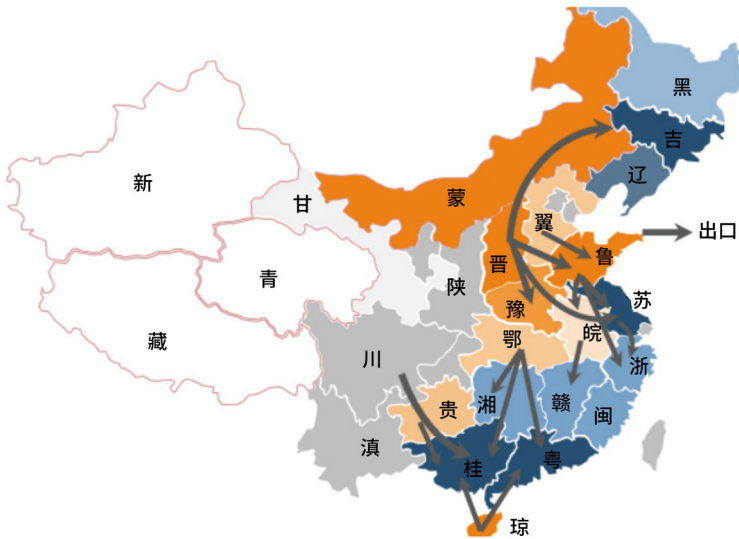 黑
吉
辽
新
甘
蒙
翼
出口
晋
鲁
青
陕
苏
豫
藏
鄂
皖
川
浙
贵
湘
赣
闽
滇
桂
粤
琼